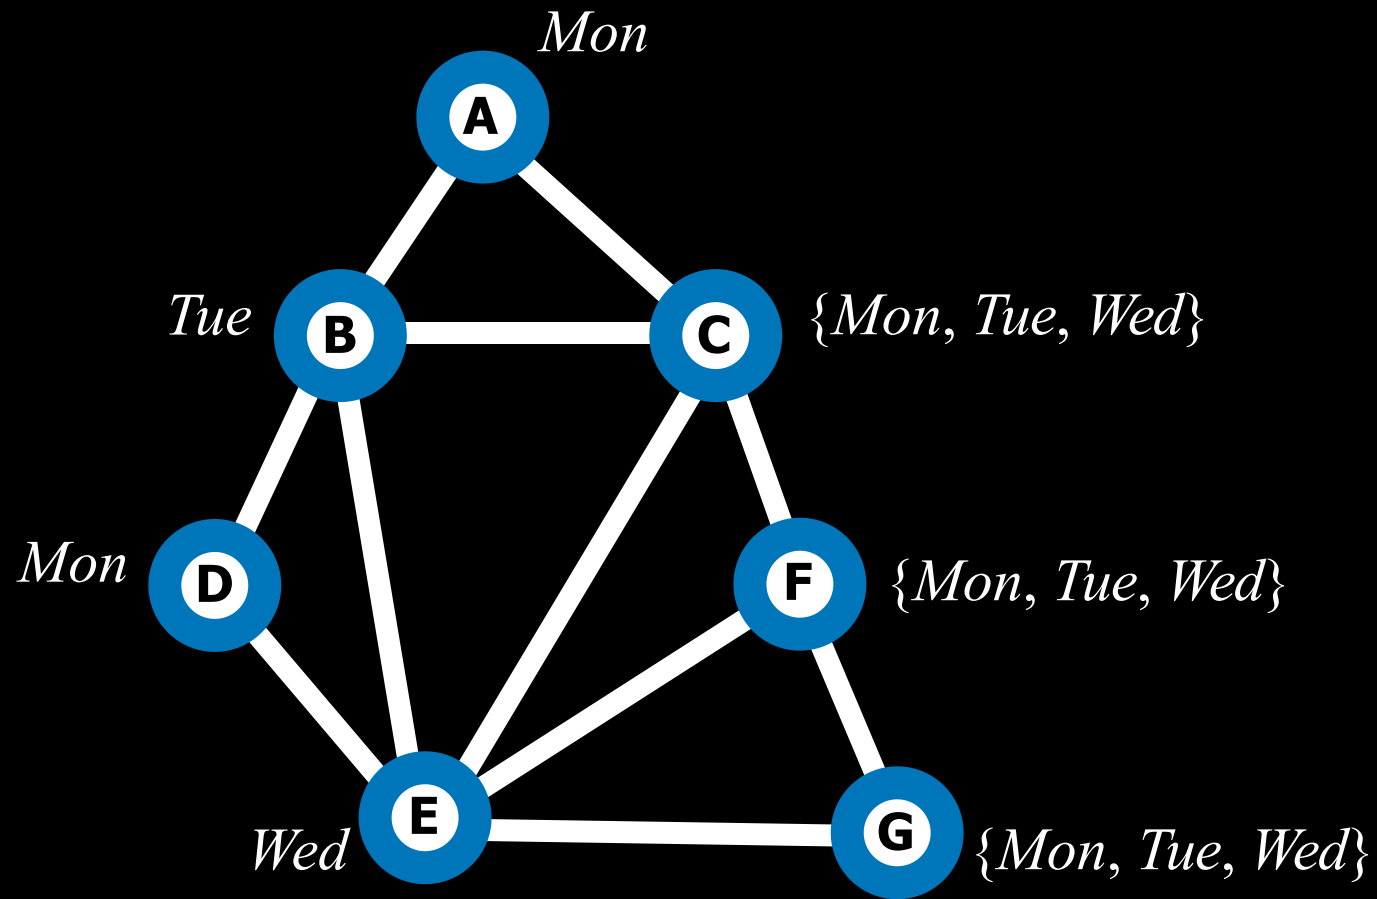 Mon
A
Tue
B
C
{Mon, Tue, Wed}
Mon
D
F
{Mon, Tue, Wed}
E
Wed
G
{Mon, Tue, Wed}